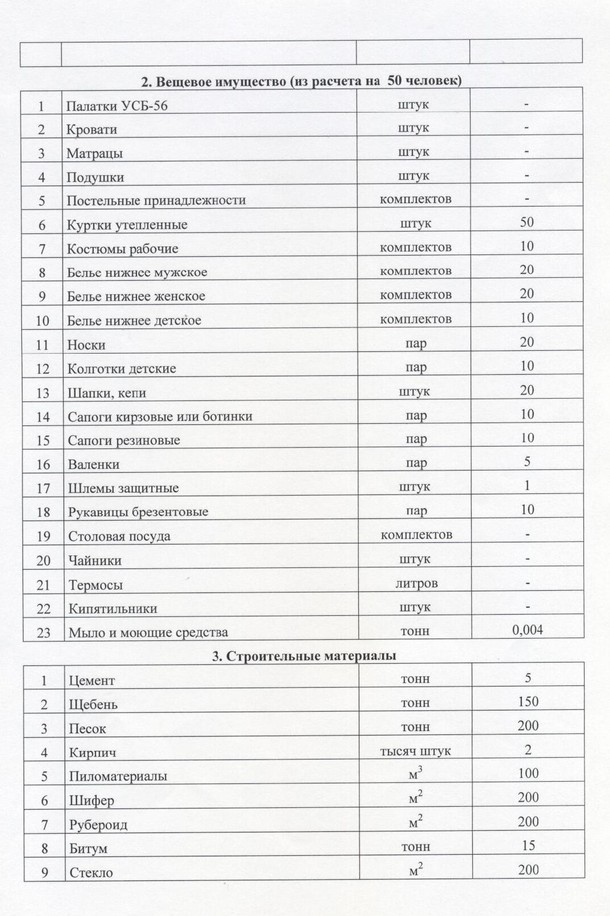 2. Вещевое имущество (из расчета на 50 человек)
1 Палатки УСБ-56 штук -
2 Кровати штук -
3 Матрацы штук -
4 Подушки штук -
5 Постельные принадлежности комплектов -
6 Куртки утепленные штук 50
7 Костюмы рабочие комплектов 10
8 Белье нижнее мужское комплектов 20
9 Белье нижнее женское комплектов 20
10 Белье нижнее детское комплектов 10
11 Носки пар 20
12 Колготки детские пар 10
13 Шапки, кепи штук 20
14 Сапоги кирзовые или ботинки пар 10
15 Сапоги резиновые пар 10
16 Валенки пар 5
17 Шлемы защитные штук 1
18 Рукавицы брезентовые пар 10
19 Столовая посуда комплектов -
20 Чайники штук -
21 Термосы литров -
22 Кипятильники штук -
23 Мыло и моющие средства тонн 0,004
3. Строительные материалы
1 Цемент тонн 5
2 Щебень тонн 150
3 Песок тонн 200
4 Кирпич тысяч штук 2
5 Пиломатериалы м³ 100
6 Шифер м² 200
7 Рубероид м² 200
8 Битум тонн 15
9 Стекло м² 200